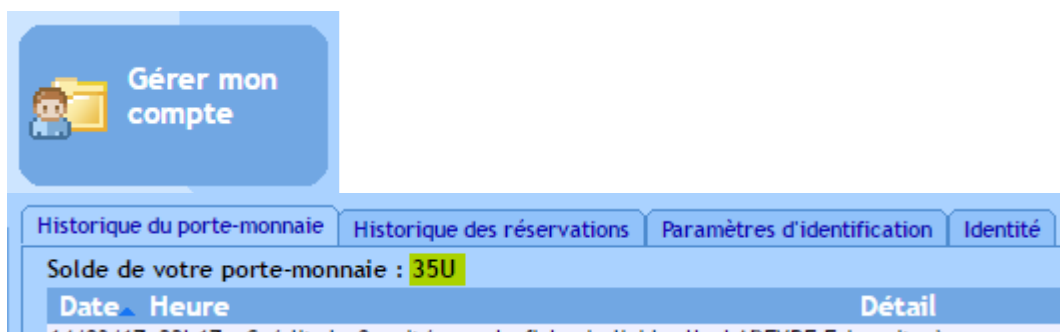 Gérer mon
compte
Historique du porte-monnaie Historique des réservations Paramètres d'identification Identité
Solde de votre porte-monnaie : 35U
Date Heure Détail